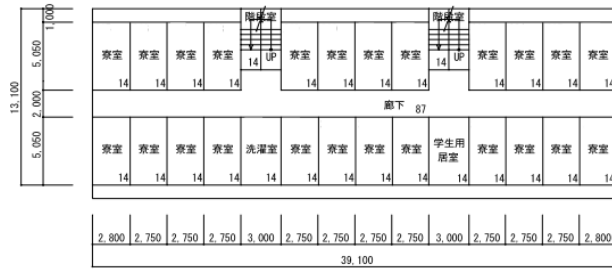 階段室 階段室
1,000
5,050
2,000
5,050
13,100
寮室 寮室 寮室 寮室 寮室 寮室 寮室 寮室 寮室 寮室 寮室 寮室
14 UP 14 UP
14 14 14 14 14 14 14 14 14 14 14 14
廊下 87
寮室 寮室 寮室 寮室 洗濯室 寮室 寮室 寮室 寮室 学生用 寮室 寮室 寮室 寮室
居室
14 14 14 14 14 14 14 14 14 14 14 14 14 14
2,800 2,750 2,750 2,750 3,000 2,750 2,750 2,750 2,750 3,000 2,750 2,750 2,750 2,800
39,100